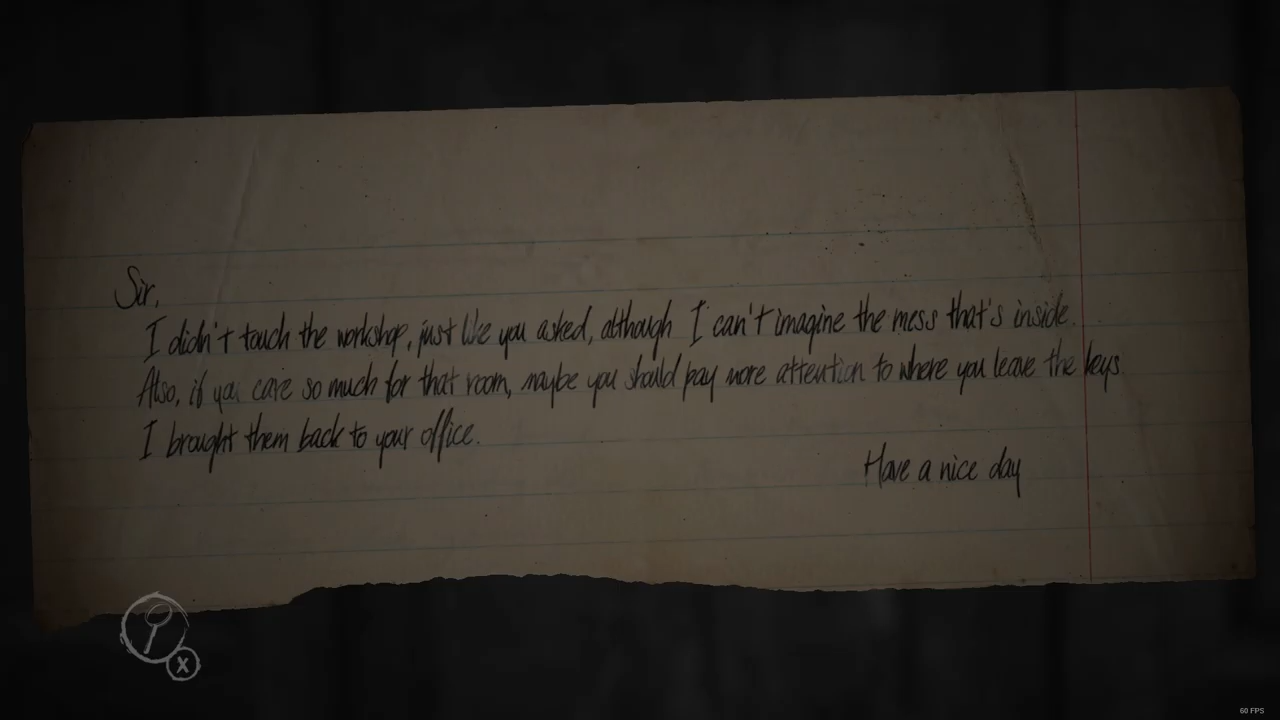 Sir,
I didn't touch the workshop, just like you asked, although I can't imagine the mess that's inside.
Also, if you care so much for that room, maybe you should pay more attention to where you leave the keys.
I brought them back to your office.
Have a nice day
X
60 FPS